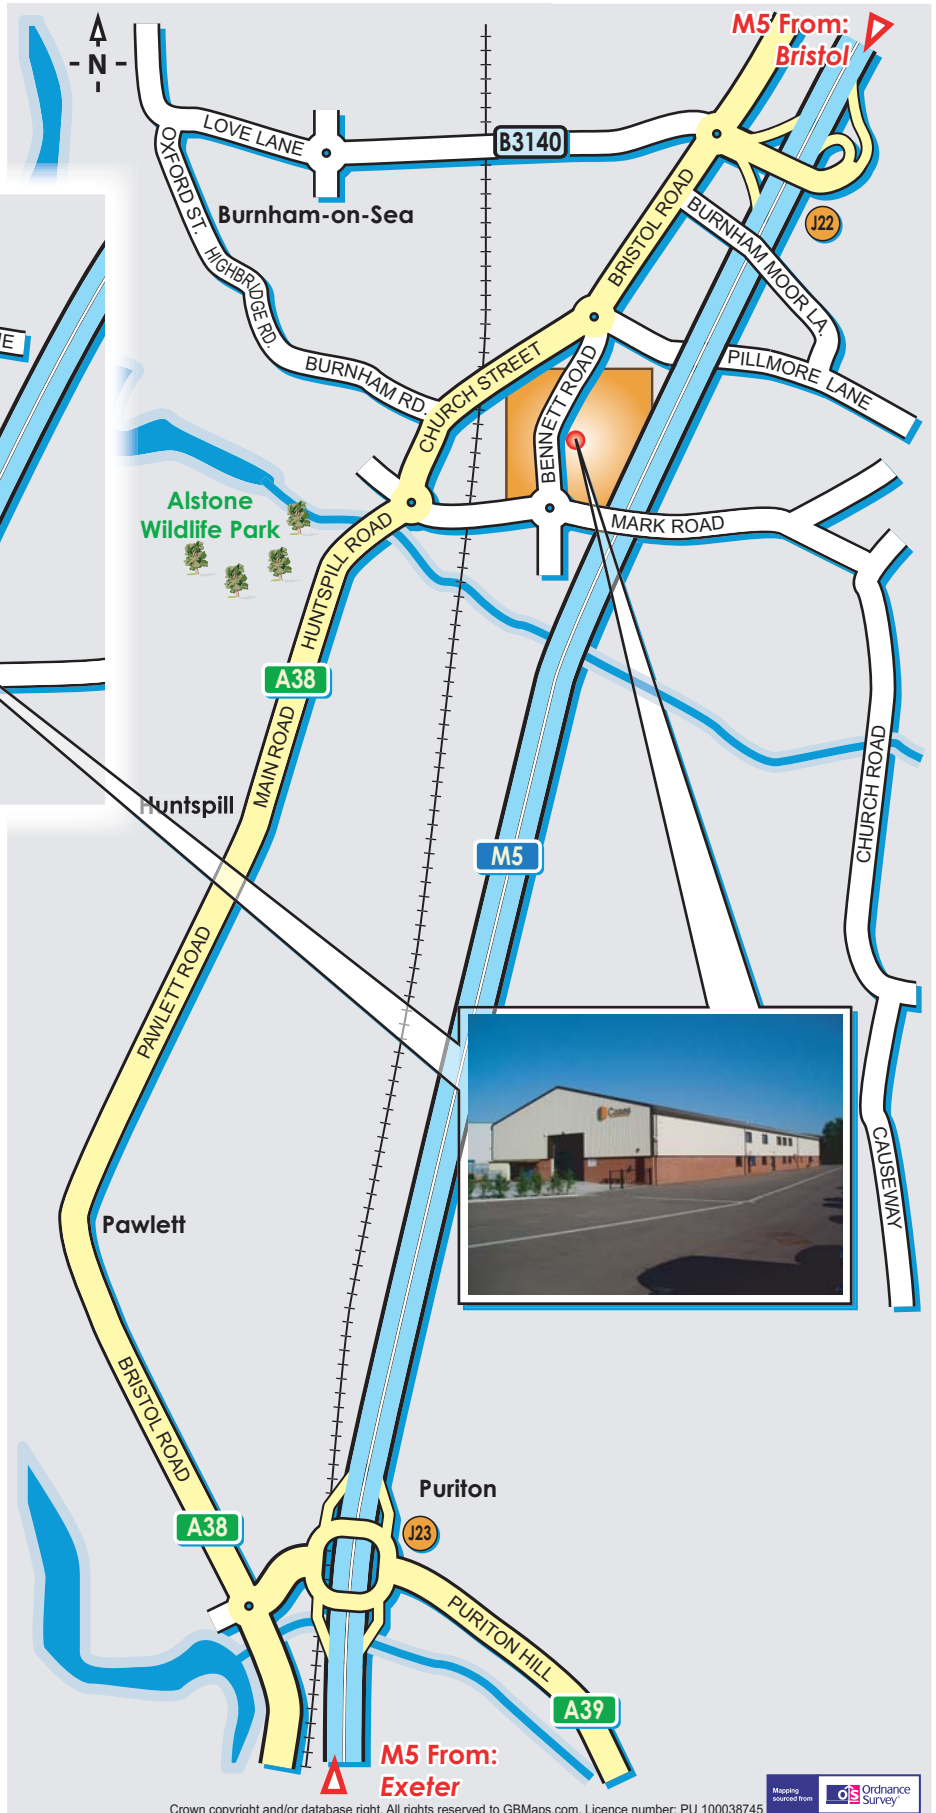 M5 From:
Bristol
N
LOVE LANE
B3140
OXFORD ST.
Burnham-on-Sea
BRISTOL ROAD
J22
BURNHAM MOOR LA.
HIGHBRIDGE RD.
PILLMORE LANE
BURNHAM RD.
CHURCH STREET
BENNETT ROAD
Alstone
Wildlife Park
MARK ROAD
HUNTSPILL ROAD
A38
MAIN ROAD
Huntspill
CHURCH ROAD
M5
PAWLETT ROAD
CAUSEWAY
Pawlett
BRISTOL ROAD
Puriton
A38
J23
PURITON HILL
A39
M5 From:
Exeter
Mapping
sourced from
Ordnance
Survey
Crown copyright and/or database right. All rights reserved to GBMaps.com. Licence number: PU 100038745